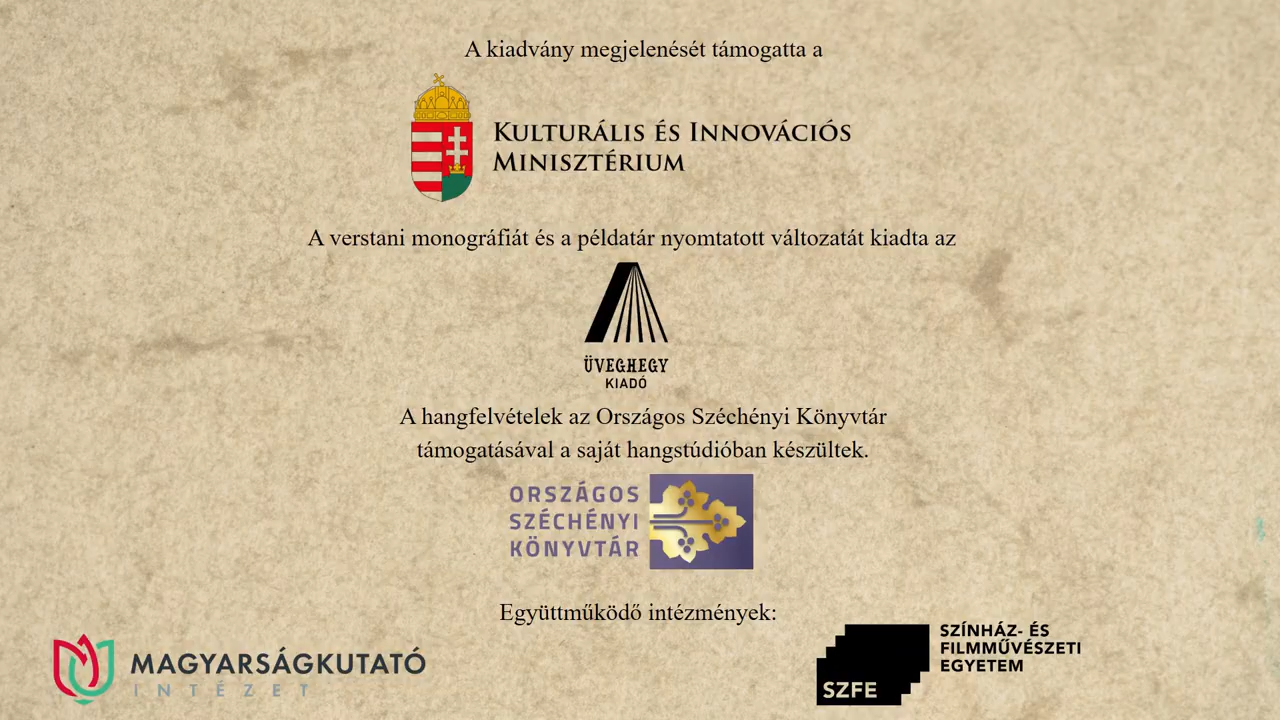 A kiadvány megjelenését támogatta a
Kulturális és Innovációs
Minisztérium
A verstani monográfiát és a példatár nyomtatott változatát kiadta az
ÜVEGHEGY
KIADÓ
A hangfelvételek az Országos Széchényi Könyvtár
támogatásával a saját hangstúdióban készültek.
ORSZÁGOS
SZÉCHÉNYI
KÖNYVTÁR
Együttműködő intézmények:
MAGYARSÁGKUTATÓ
INTÉZET
SZFE
SZÍNHÁZ- ÉS
FILMMŰVÉSZETI
EGYETEM